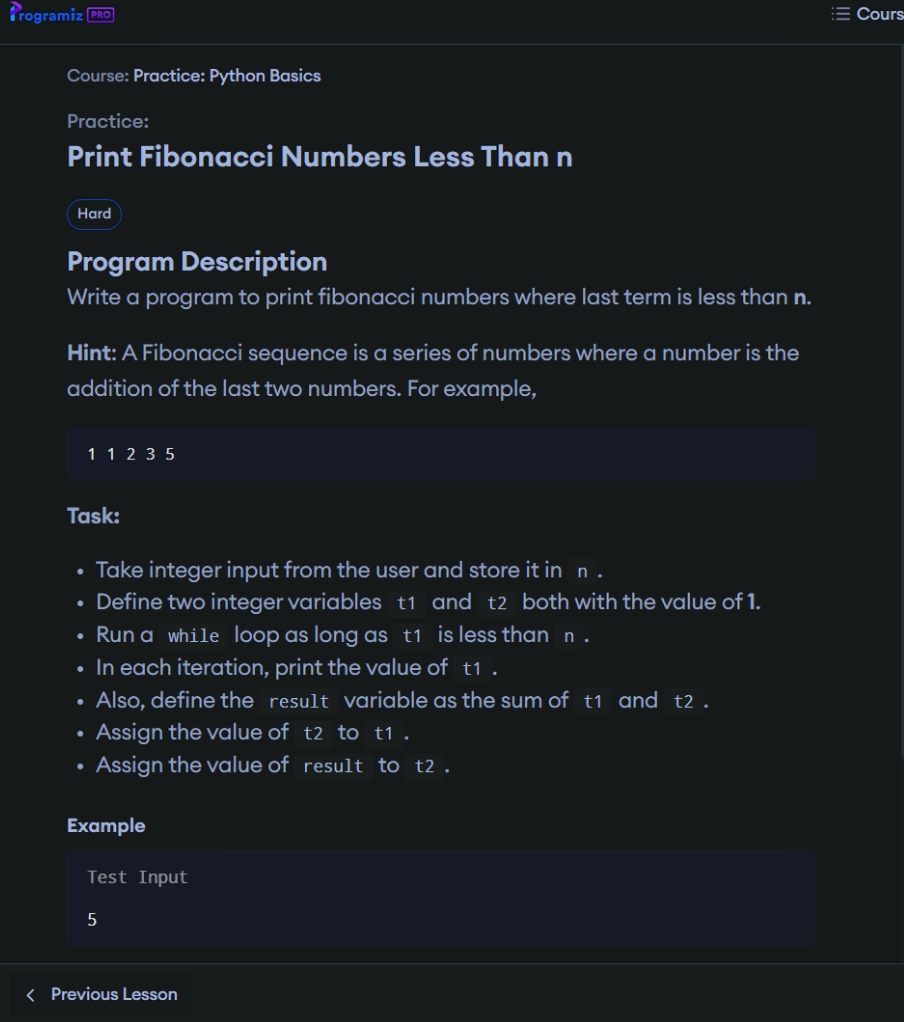 Programiz PRO
Cours
Course: Practice: Python Basics
Practice:
Print Fibonacci Numbers Less Than n
Hard
Program Description
Write a program to print fibonacci numbers where last term is less than n.
Hint: A Fibonacci sequence is a series of numbers where a number is the
addition of the last two numbers. For example,
1 1 2 3 5
Task:
• Take integer input from the user and store it in n .
• Define two integer variables t1 and t2 both with the value of 1.
• Run a while loop as long as t1 is less than n .
• In each iteration, print the value of t1 .
• Also, define the result variable as the sum of t1 and t2 .
• Assign the value of t2 to t1 .
• Assign the value of result to t2 .
Example
Test Input
5
Previous Lesson